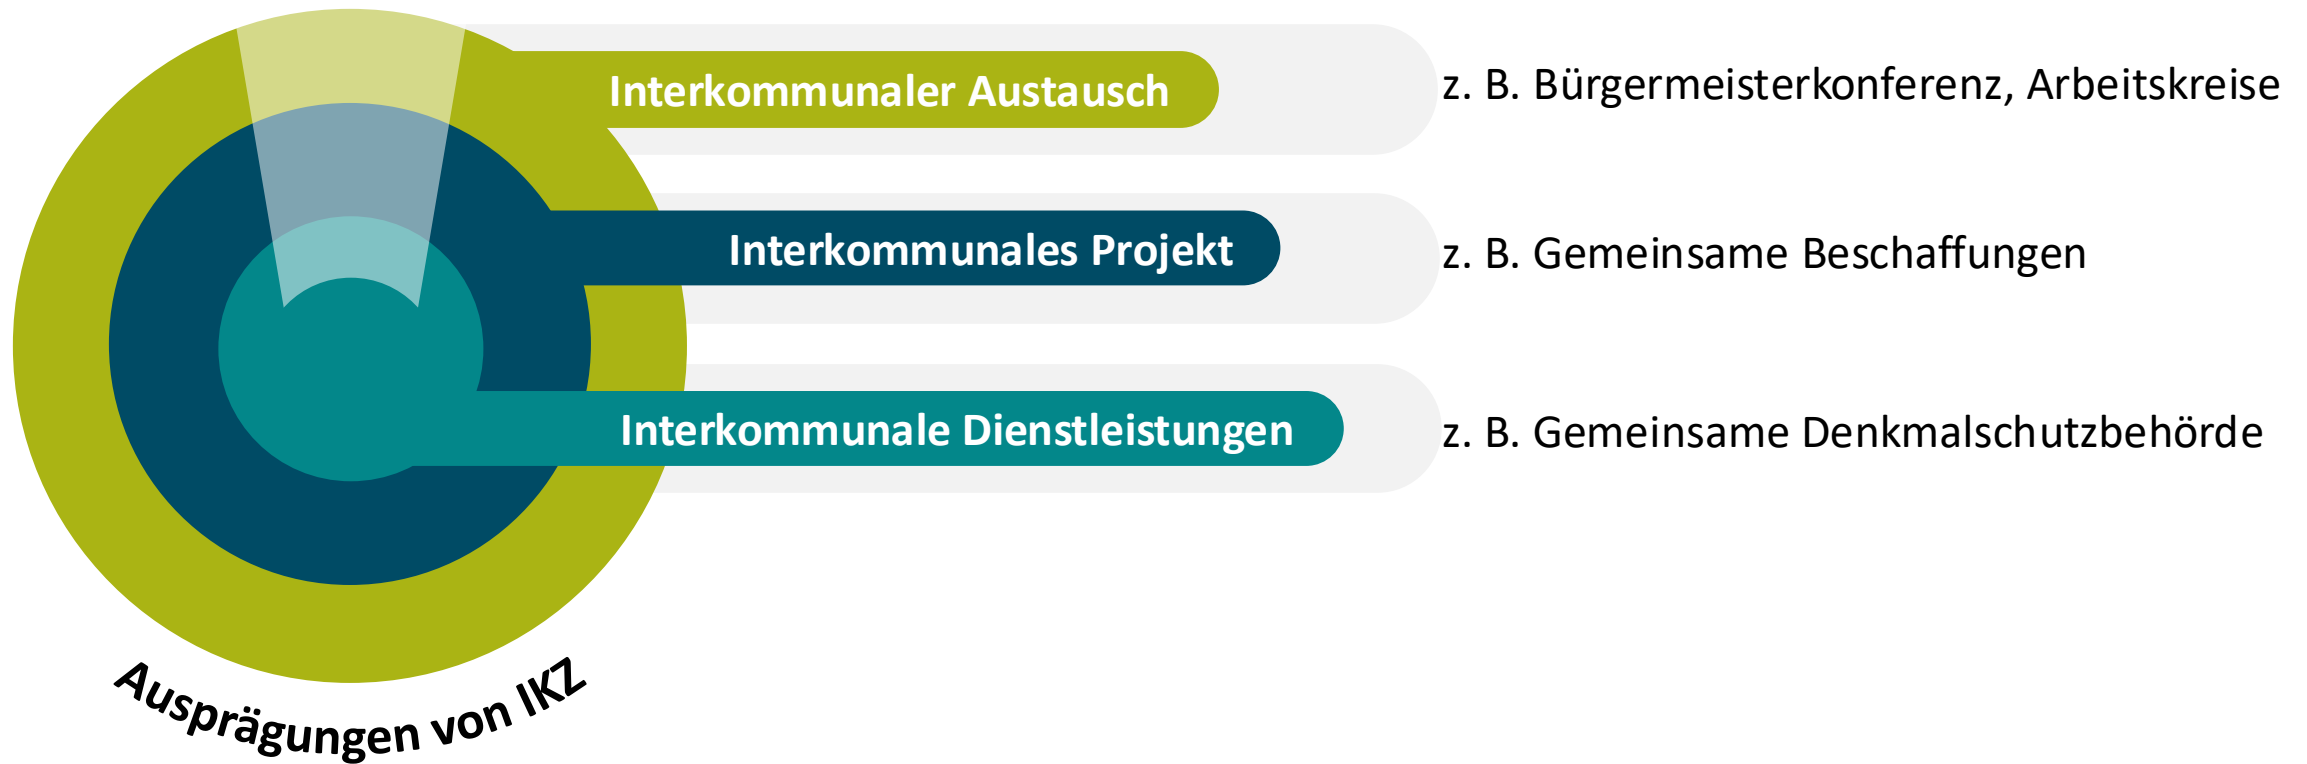 Interkommunaler Austausch
z. B. Bürgermeisterkonferenz, Arbeitskreise
Interkommunales Projekt
z. B. Gemeinsame Beschaffungen
Interkommunale Dienstleistungen
z. B. Gemeinsame Denkmalschutzbehörde
Ausprägungen von IKZ